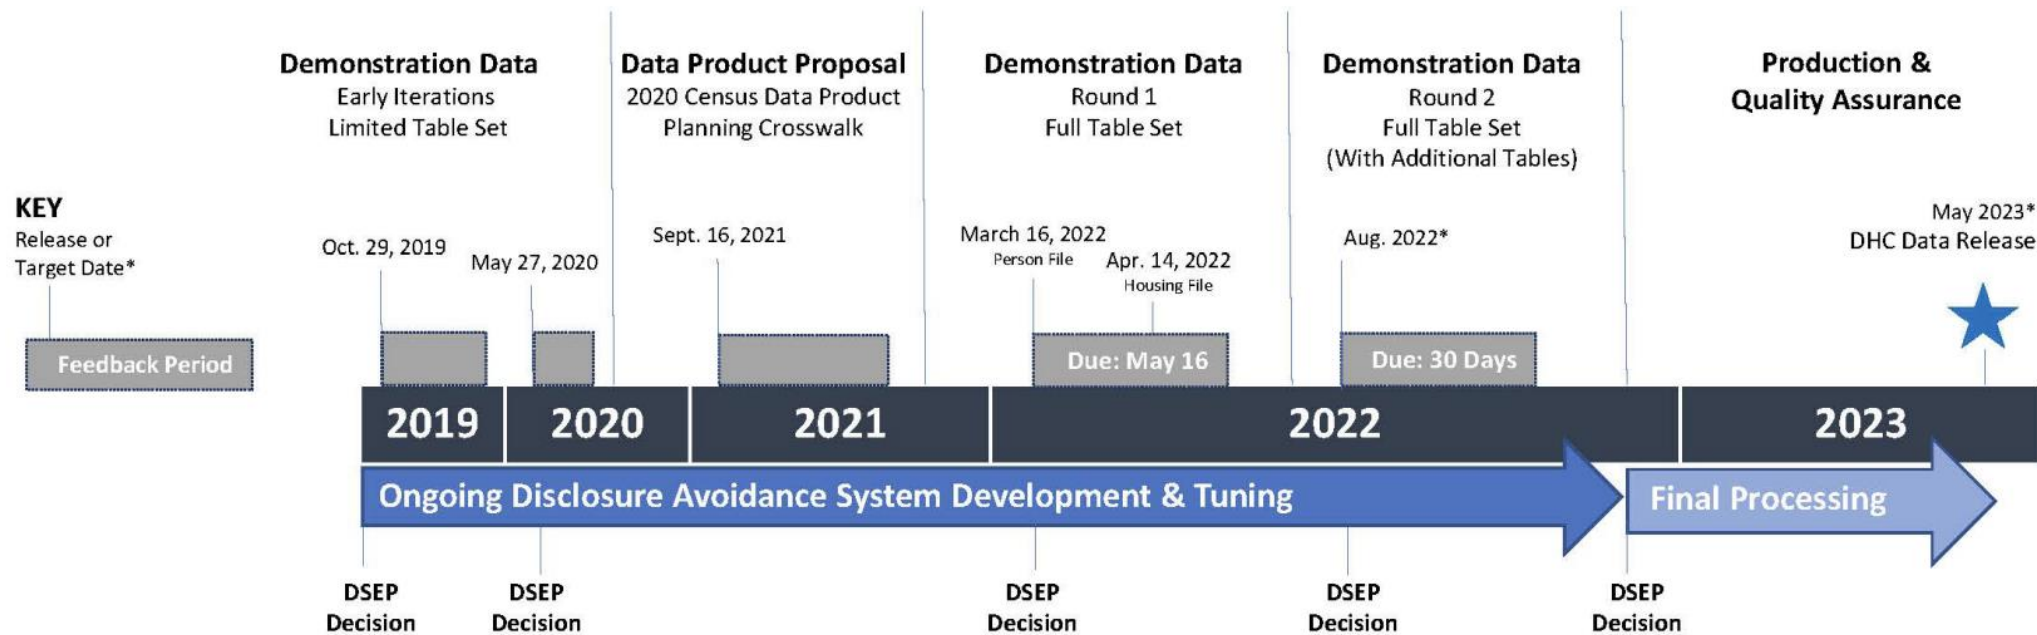 Demonstration Data
Early Iterations
Limited Table Set
Data Product Proposal
2020 Census Data Product
Planning Crosswalk
Demonstration Data
Round 1
Full Table Set
Demonstration Data
Round 2
Full Table Set
(With Additional Tables)
Production &
Quality Assurance
KEY
Release or
Target Date*
Feedback Period
Oct. 29, 2019
May 27, 2020
Sept. 16, 2021
March 16, 2022
Person File
Apr. 14, 2022
Housing File
Aug. 2022*
May 2023*
DHC Data Release
Due: May 16
Due: 30 Days
2019
2020
2021
2022
2023
Ongoing Disclosure Avoidance System Development & Tuning
Final Processing
DSEP
Decision
DSEP
Decision
DSEP
Decision
DSEP
Decision
DSEP
Decision